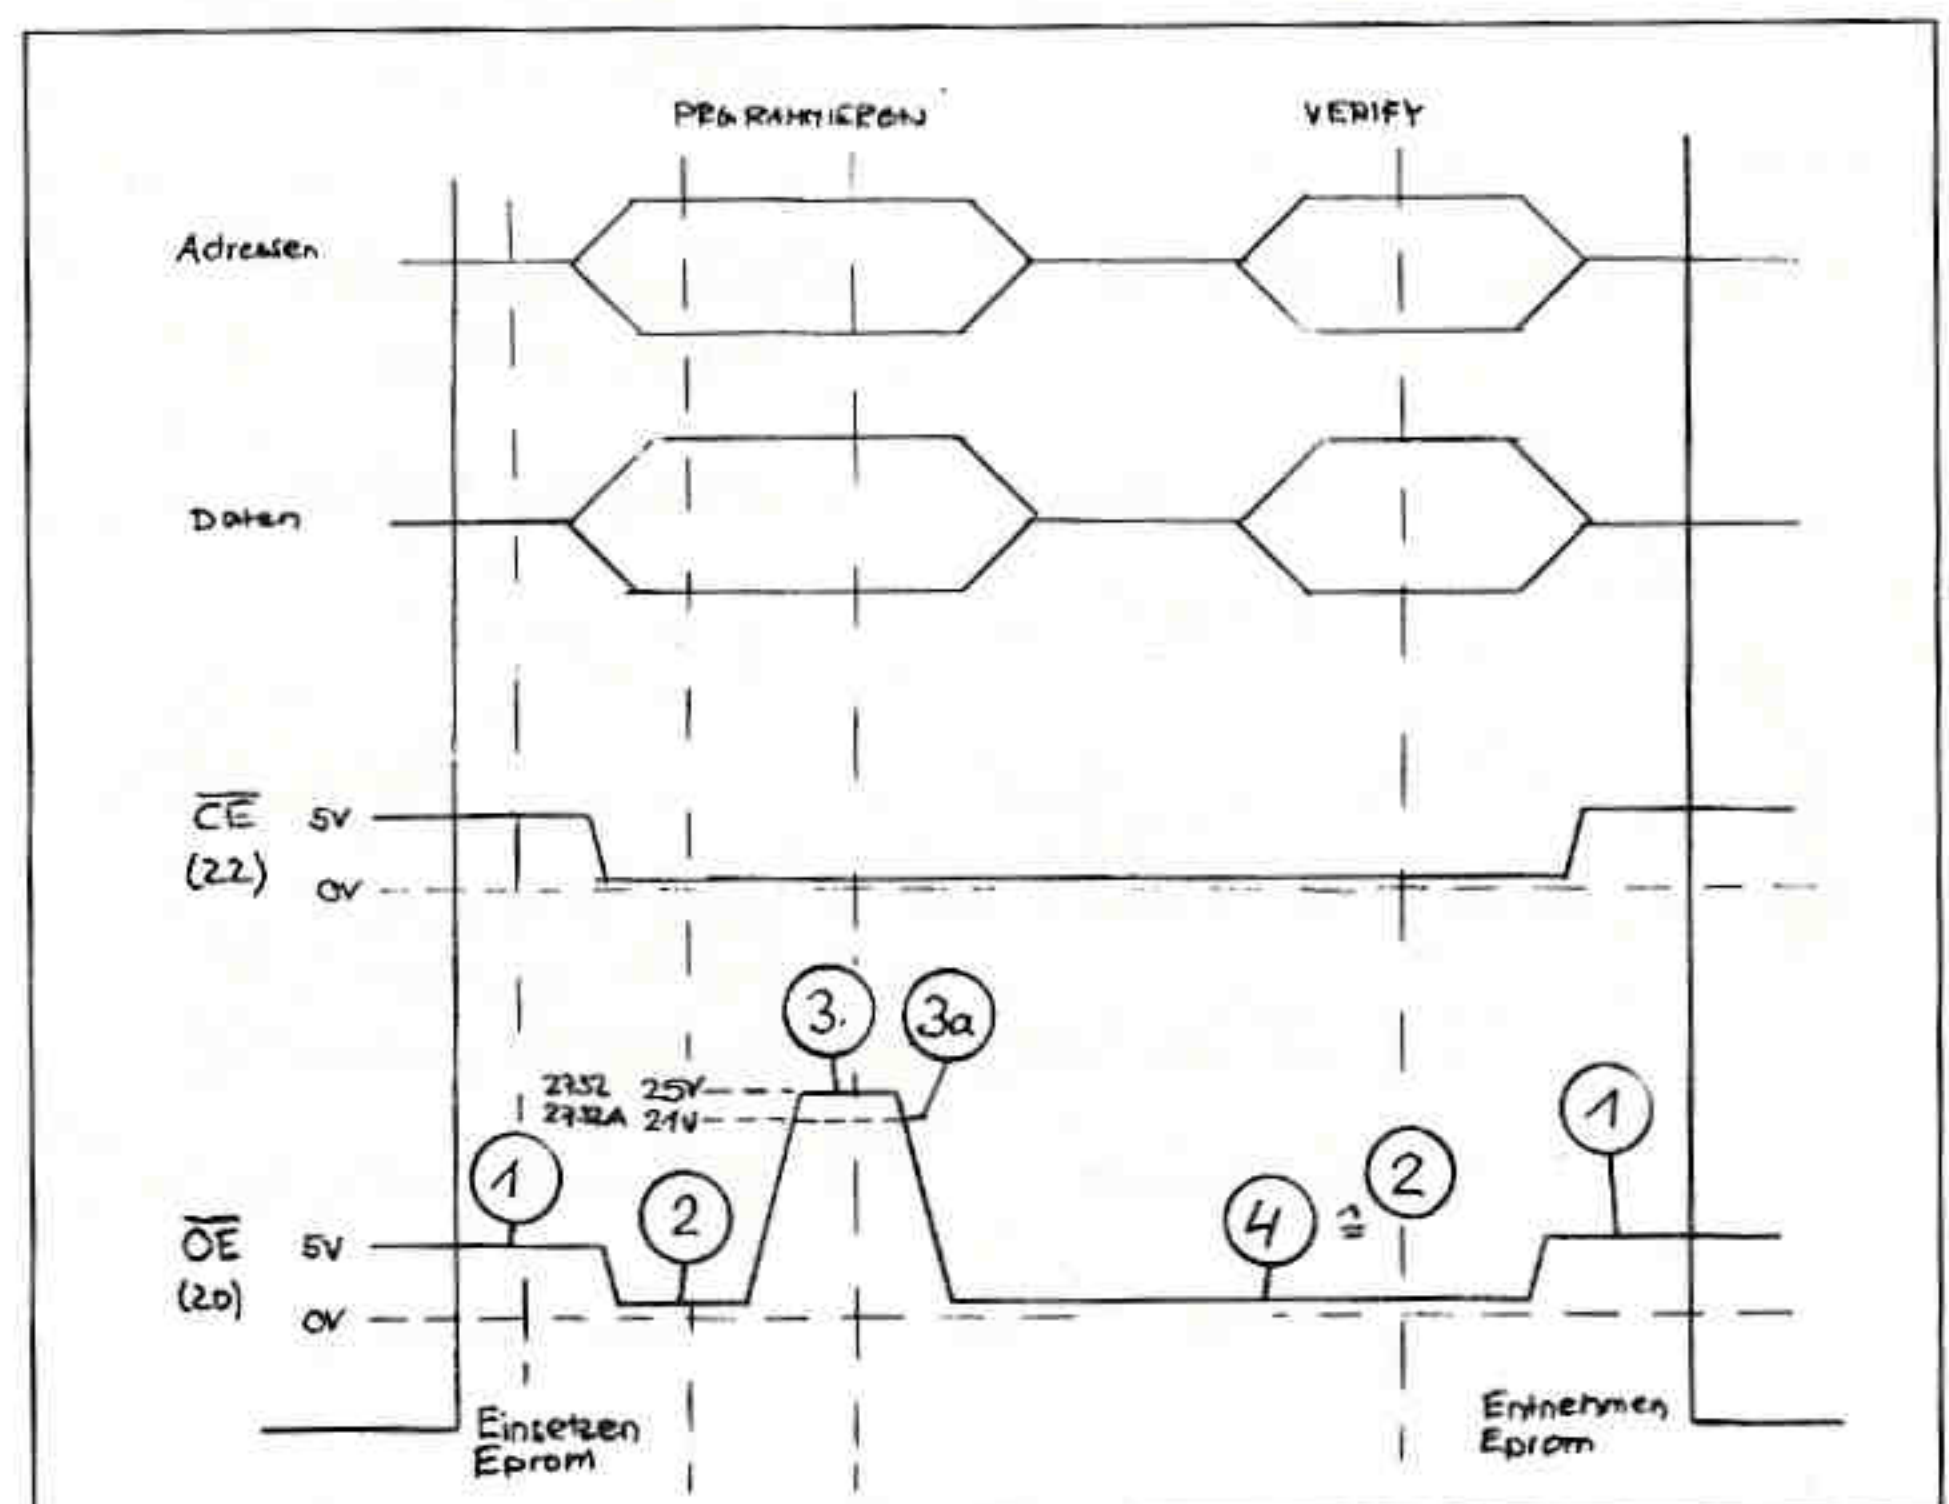 PROGRAMMIEREN VERIFY
Adressen
Daten
CE 5V
(22) 0V
3. 3a
2732 25V
2732A 21V
1
1 2 4 ≙ 2
OE 5V
(20) 0V
Einsetzen
Eprom
Entnehmen
Eprom